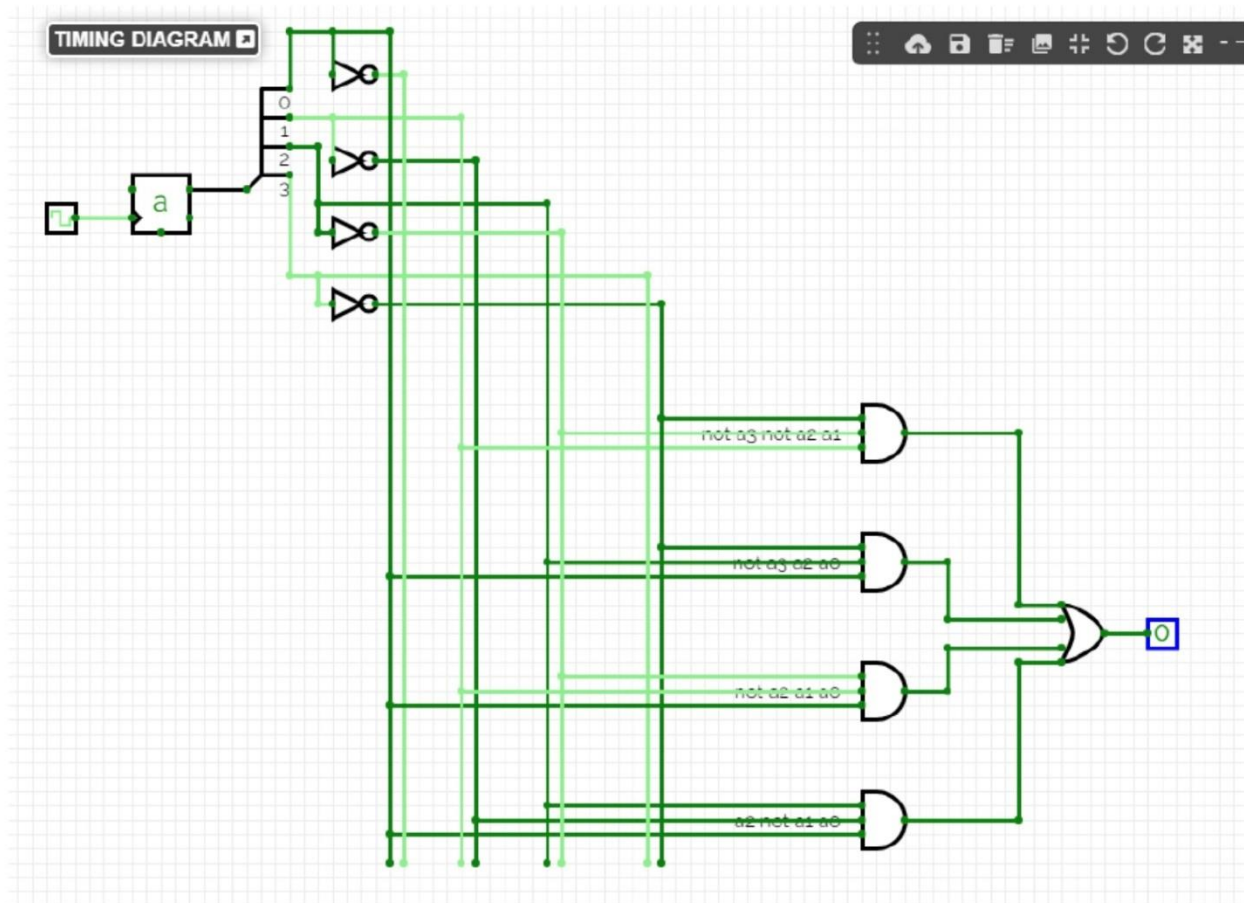 TIMING DIAGRAM
0
1
2
3
a
not a3 not a2 a1
not a3 a2 a0
0
not a2 a1 a0
a2 not a1 a0